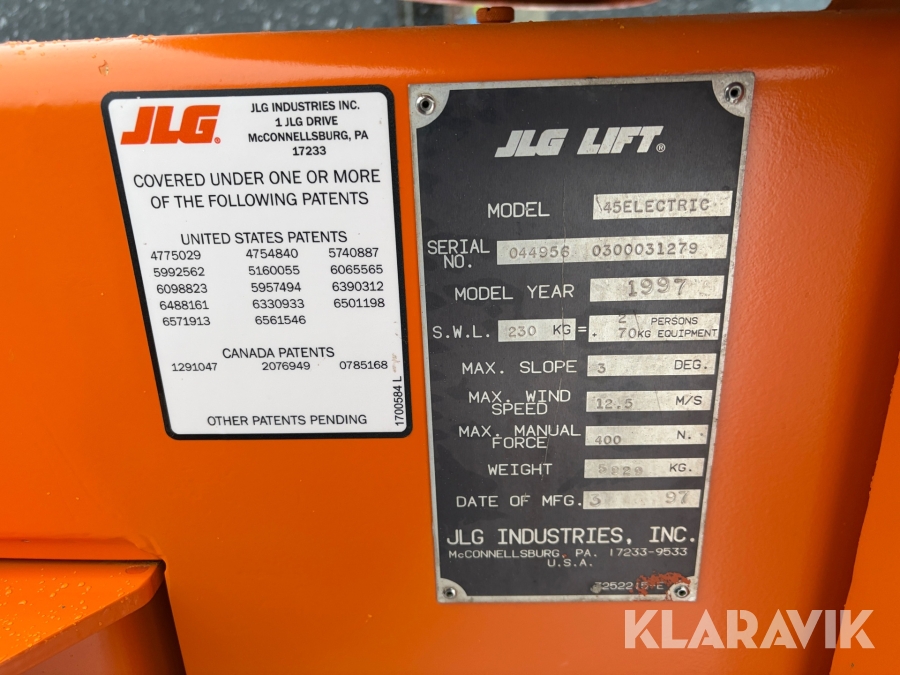 JLG®
JLG INDUSTRIES INC.
1 JLG DRIVE
McCONNELLSBURG, PA
17233
COVERED UNDER ONE OR MORE
OF THE FOLLOWING PATENTS
UNITED STATES PATENTS
4775029 4754840 5740887
5992562 5160055 6065565
6098823 5957494 6390312
6488161 6330933 6501198
6571913 6561546
CANADA PATENTS
1291047 2076949 0785168
OTHER PATENTS PENDING
1700584 L
JLG LIFT®
MODEL 45ELECTRIC
SERIAL NO. 044956 0300031279
MODEL YEAR 1997
S.W.L. 230 KG = 2 PERSONS
70KG EQUIPMENT
MAX. SLOPE 3 DEG.
MAX. WIND SPEED 12.5 M/S
MAX. MANUAL FORCE 400 N.
WEIGHT KG.
DATE OF MFG. 3 97
JLG INDUSTRIES, INC.
McCONNELLSBURG, PA. 17233-9533
U.S.A.
KLARAVIK